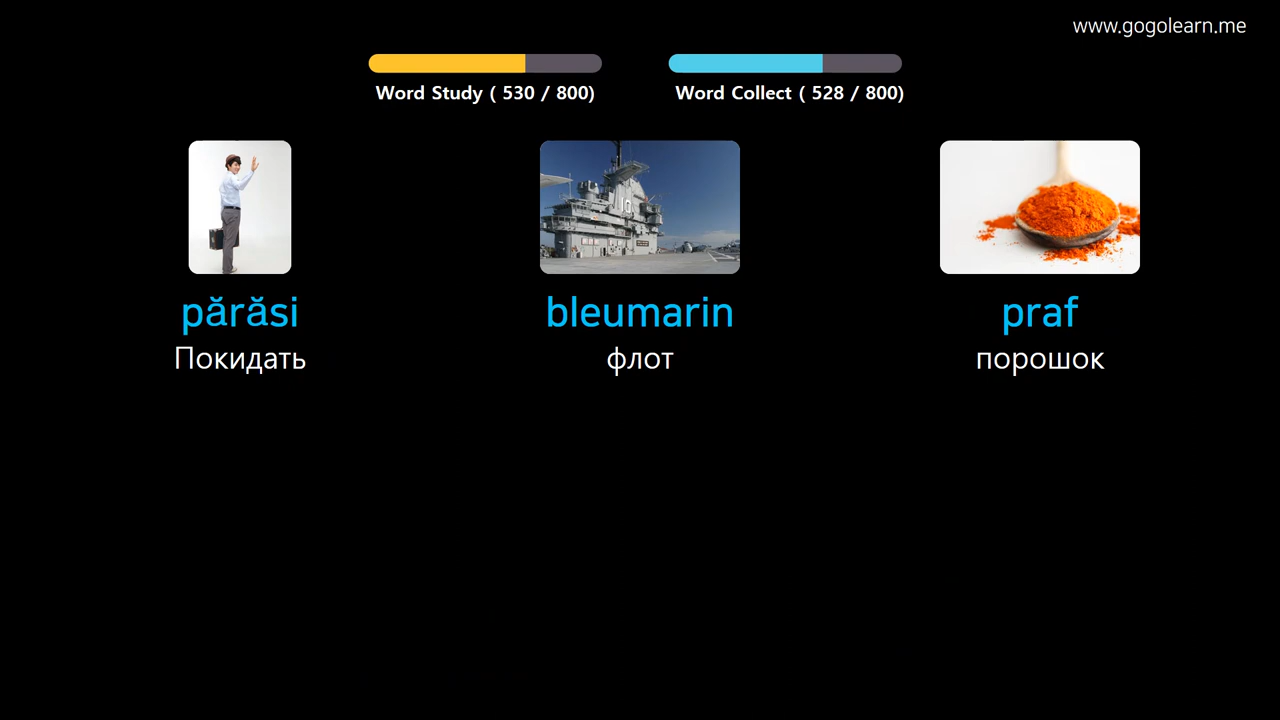 www.gogolearn.me
Word Study ( 530 / 800)
Word Collect ( 528 / 800)
părăsi
bleumarin
praf
Покидать
флот
порошок